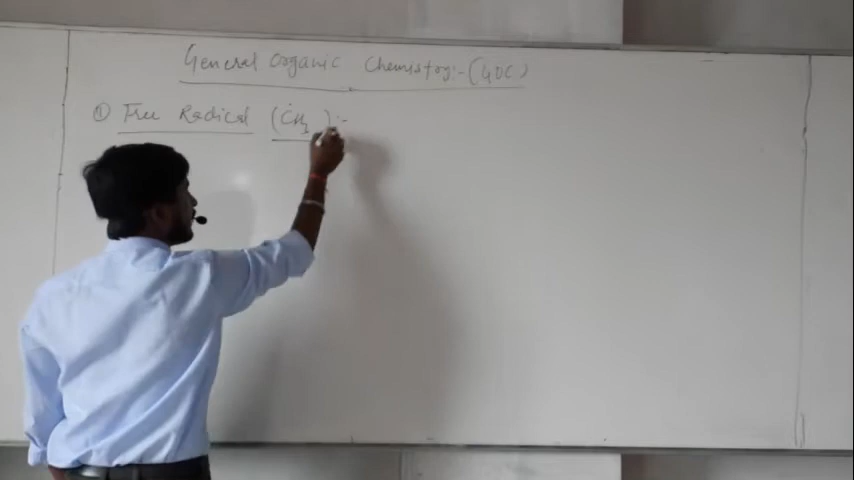 General Organic Chemistry:- (GOC)
① Free Radical (ĊH₃) :-